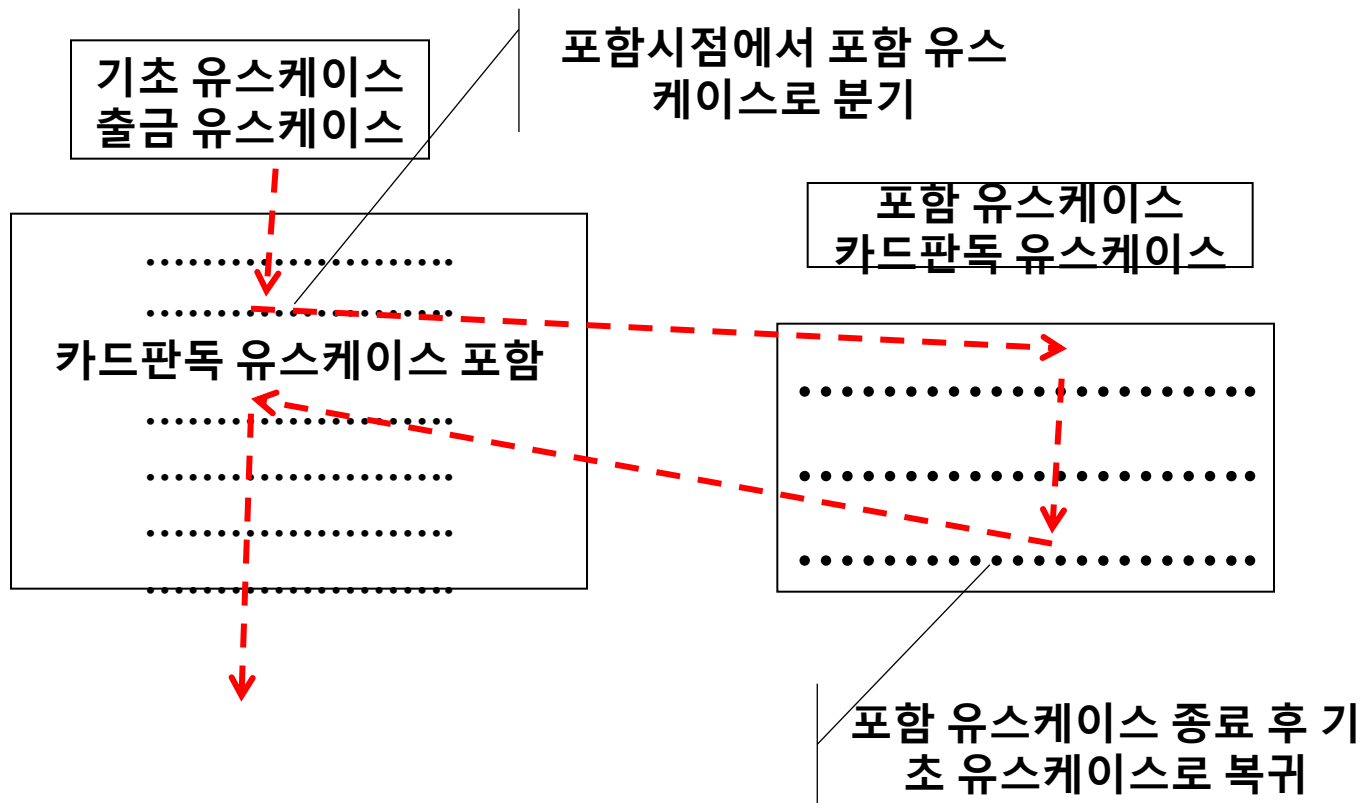 기초 유스케이스
출금 유스케이스
포함시점에서 포함 유스
케이스로 분기
포함 유스케이스
카드판독 유스케이스
카드판독 유스케이스 포함
포함 유스케이스 종료 후 기
초 유스케이스로 복귀